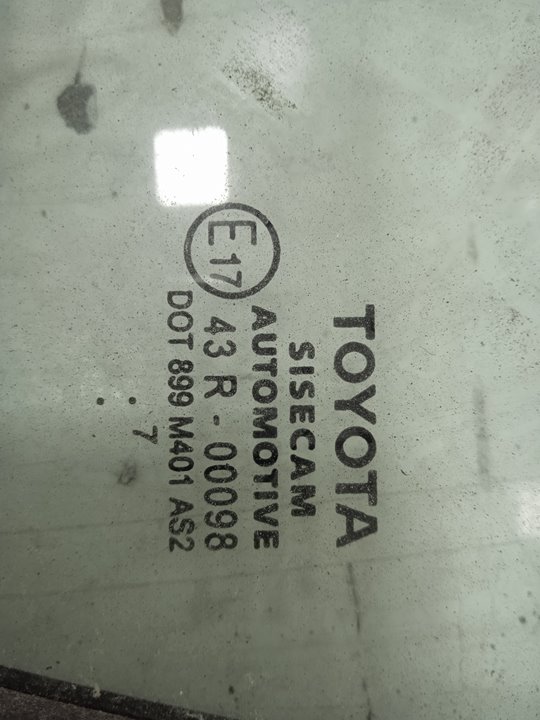 TOYOTA
SISECAM
AUTOMOTIVE
E17 43 R - 00098
DOT 899 M401 AS2
. . 7
.